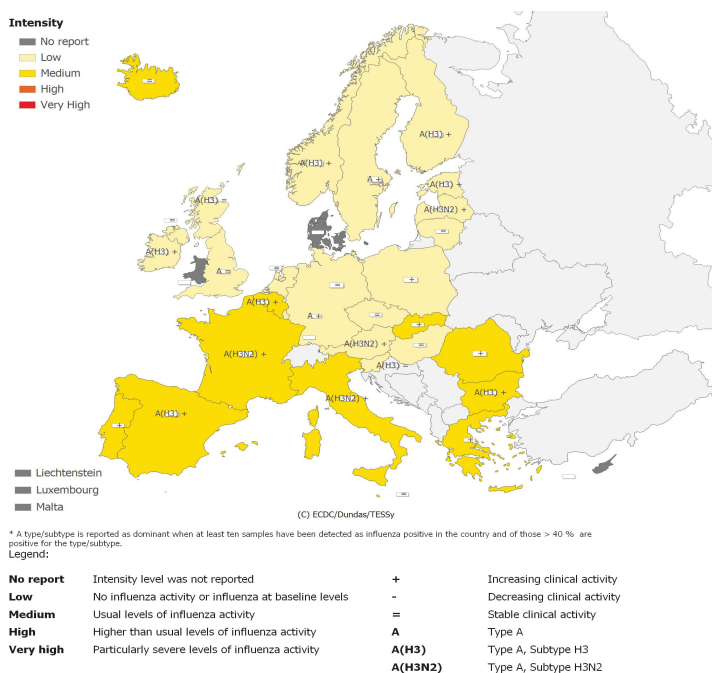 Intensity
No report
Low
Medium
High
Very High
=
A(H3) +
A(H3) +
A +
A(H3) =
A(H3) +
A(H3N2) +
=
=
A(H3) +
A =
=
=
+
A(H3) +
A +
=
+
A(H3N2) +
A(H3N2) +
=
+
A(H3) =
A(H3N2) +
A(H3) +
A(H3) +
+
+
=
Liechtenstein
Luxembourg
Malta
(C) ECDC/Dundas/TESSy
* A type/subtype is reported as dominant when at least ten samples have been detected as influenza positive in the country and of those > 40 % are
positive for the type/subtype.
Legend:
No report Intensity level was not reported + Increasing clinical activity
Low No influenza activity or influenza at baseline levels - Decreasing clinical activity
Medium Usual levels of influenza activity = Stable clinical activity
High Higher than usual levels of influenza activity A Type A
Very high Particularly severe levels of influenza activity A(H3) Type A, Subtype H3
A(H3N2) Type A, Subtype H3N2